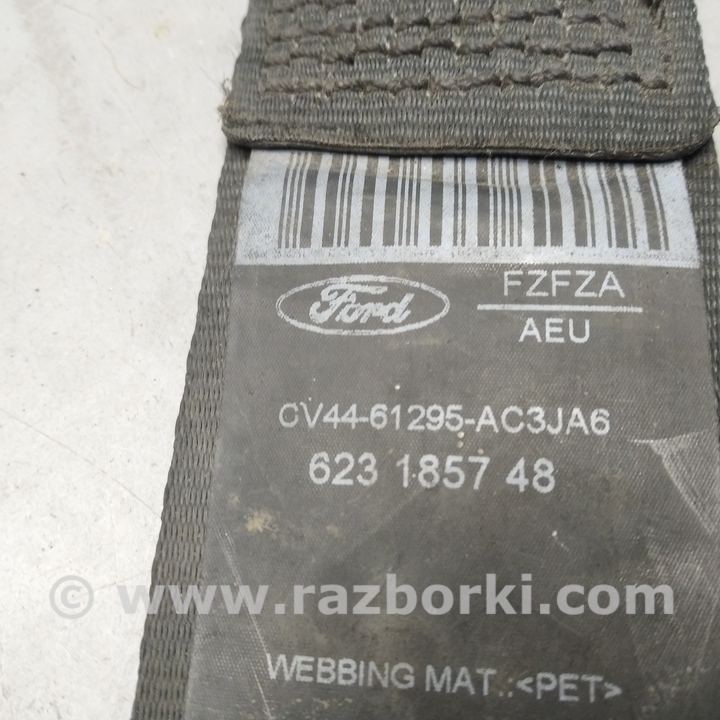 Ford
FZFZA
AEU
CV44-61295-AC3JA6
623 1857 48
© www.razborki.com
WEBBING MAT.:<PET>